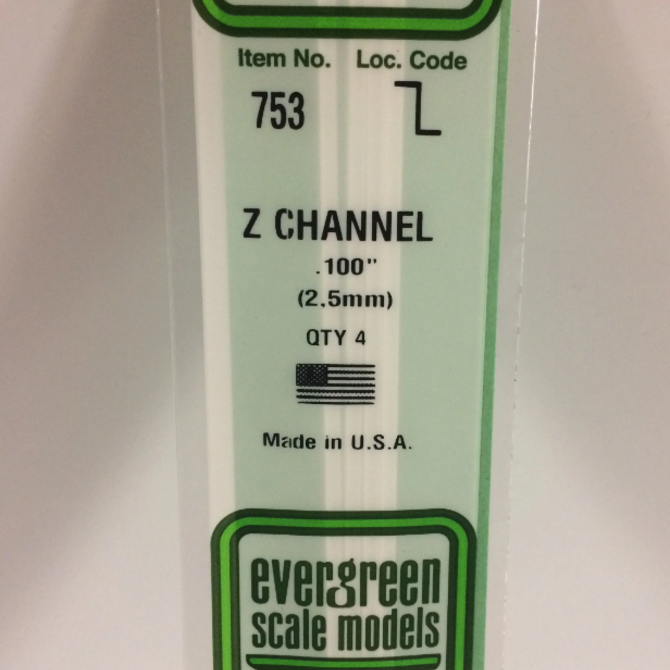 Item No. Loc. Code
753
Z CHANNEL
.100"
(2.5mm)
QTY 4
Made in U.S.A.
evergreen
scale models